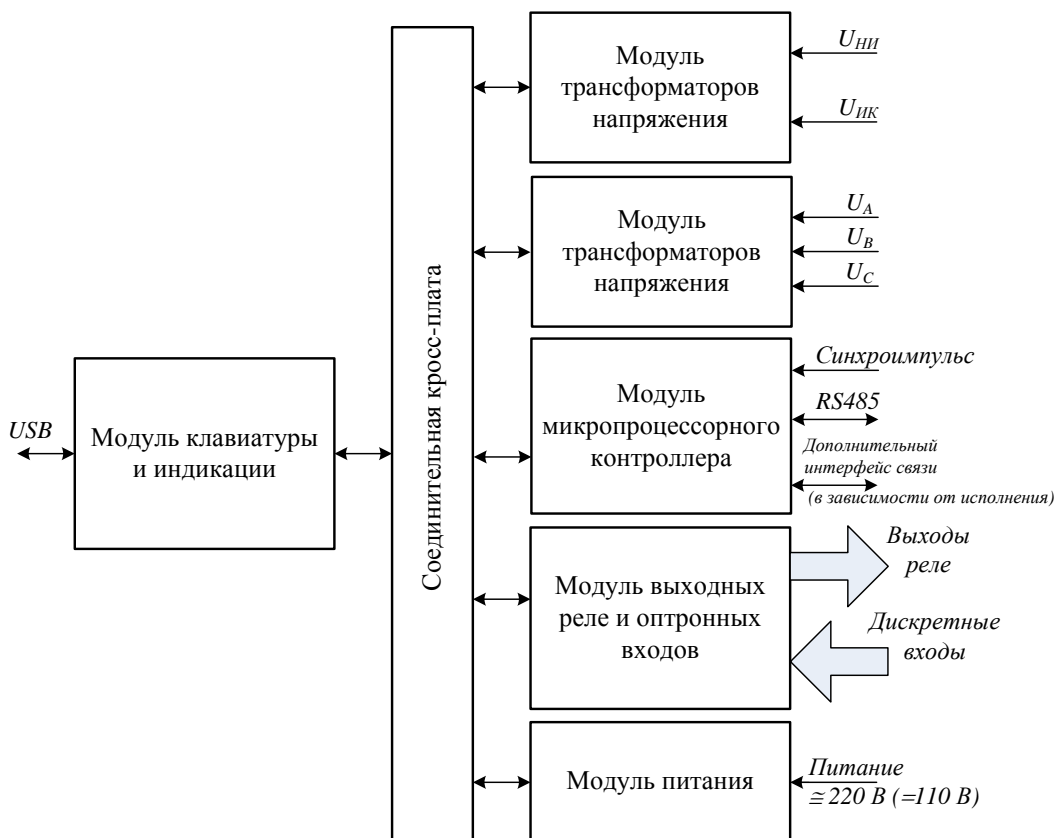 Модуль
трансформаторов
напряжения
U_НИ
U_ИК
Модуль
трансформаторов
напряжения
U_A
U_B
U_C
Соединительная кросс-плата
USB
Модуль клавиатуры
и индикации
Модуль
микропроцессорного
контроллера
Синхроимпульс
RS485
Дополнительный
интерфейс связи
(в зависимости от исполнения)
Модуль выходных
реле и оптронных
входов
Выходы
реле
Дискретные
входы
Модуль питания
Питание
≅220 В (=110 В)